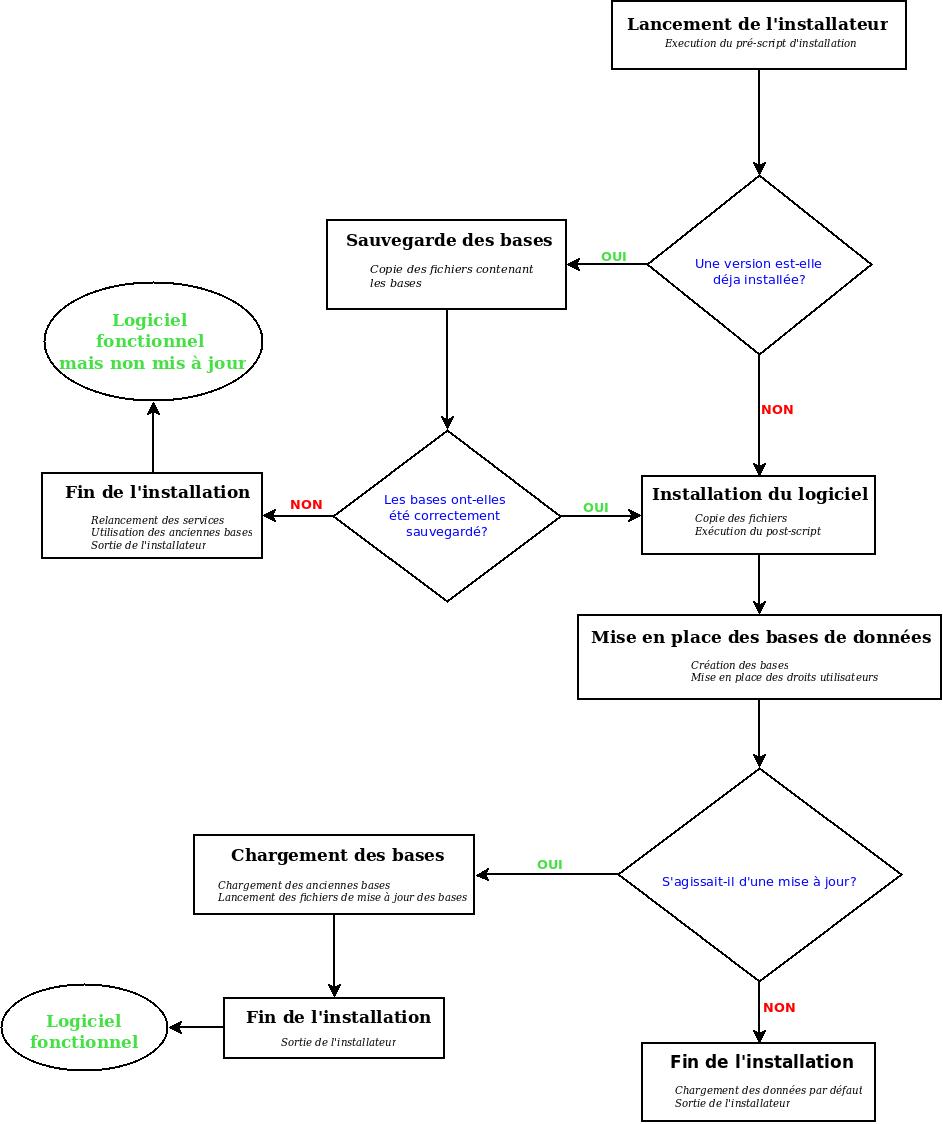 Lancement de l'installateur
Execution du pré-script d'installation
Une version est-elle
déja installée?
OUI
NON
Sauvegarde des bases
Copie des fichiers contenant
les bases
Logiciel
fonctionnel
mais non mis à jour
Les bases ont-elles
été correctement
sauvegardé?
NON
OUI
Fin de l'installation
Relancement des services
Utilisation des anciennes bases
Sortie de l'installateur
Installation du logiciel
Copie des fichiers
Exécution du post-script
Mise en place des bases de données
Création des bases
Mise en place des droits utilisateurs
S'agissait-il d'une mise à jour?
OUI
NON
Chargement des bases
Chargement des anciennes bases
Lancement des fichiers de mise à jour des bases
Fin de l'installation
Sortie de l'installateur
Logiciel
fonctionnel
Fin de l'installation
Chargement des données par défaut
Sortie de l'installateur